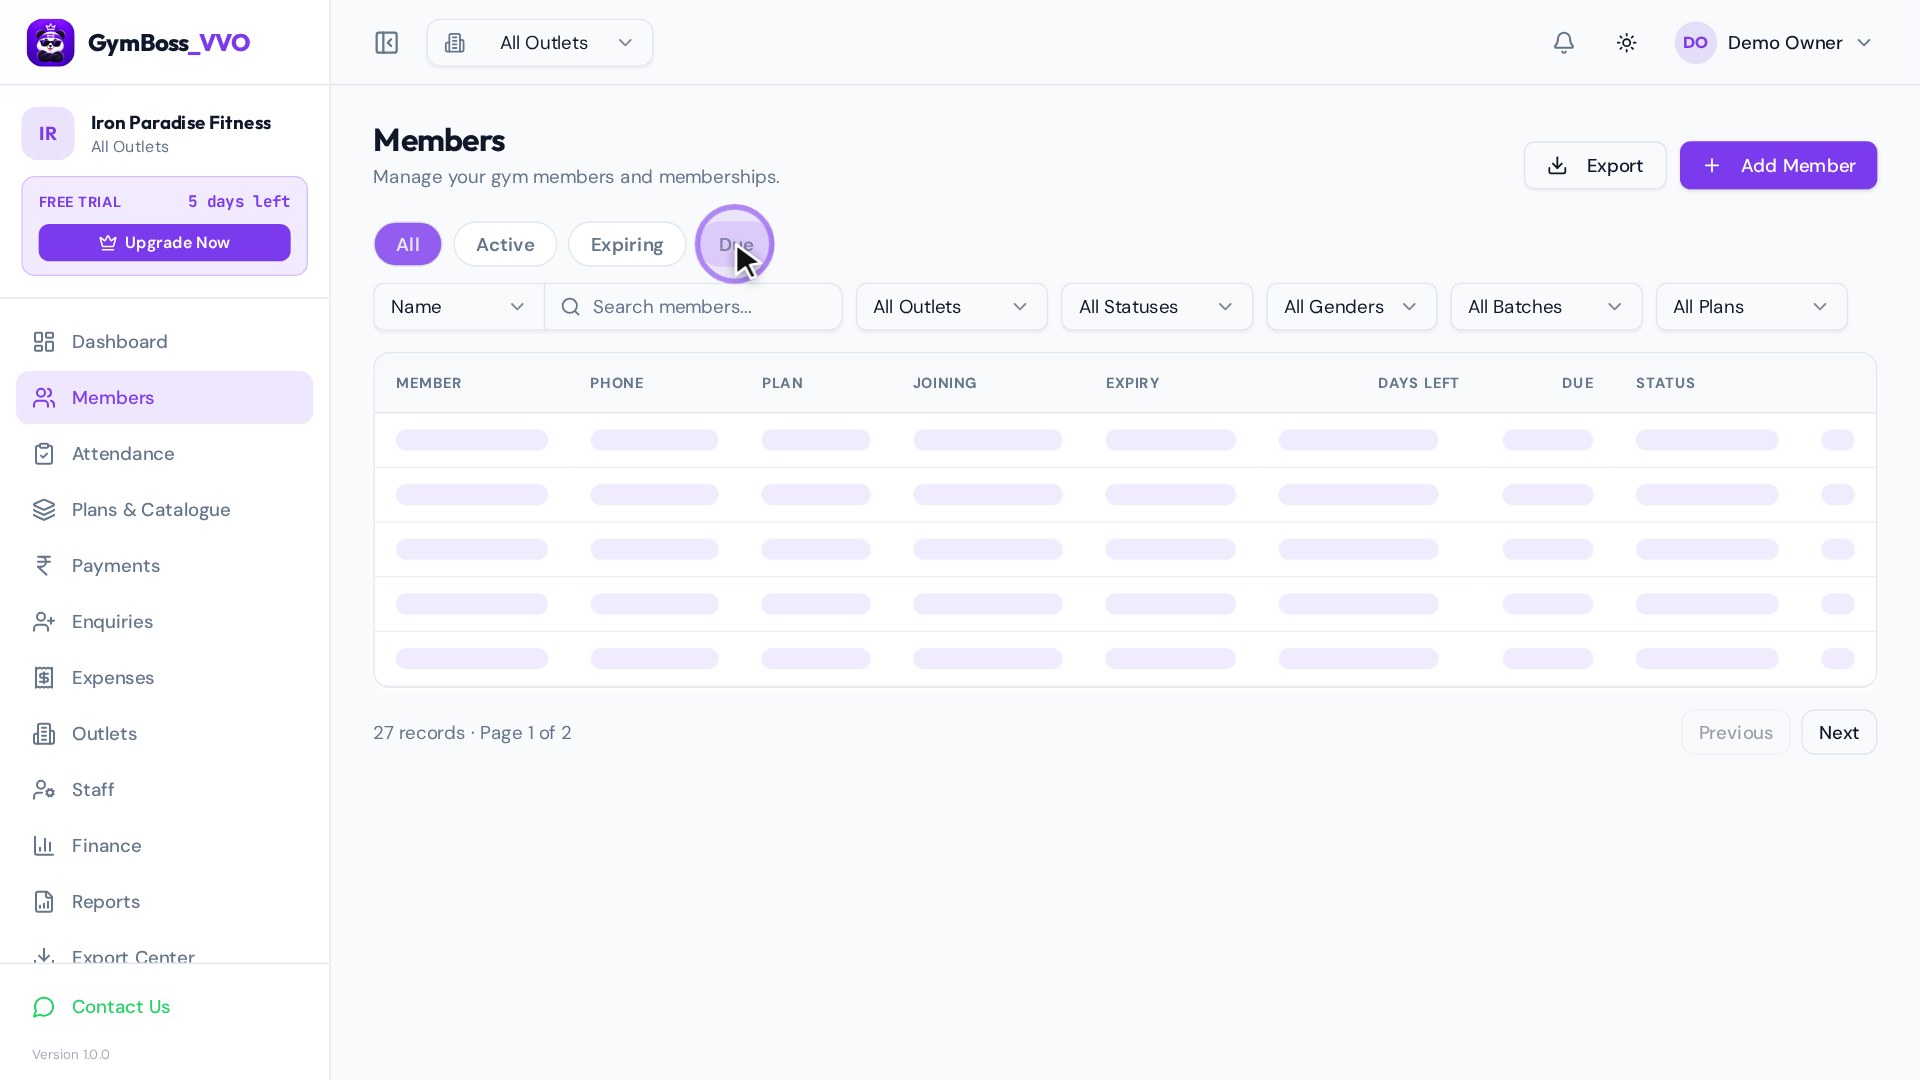 GymBoss_VVO
All Outlets
DO
Demo Owner
IR
Iron Paradise Fitness
All Outlets
FREE TRIAL
5 days left
Upgrade Now
Dashboard
Members
Attendance
Plans & Catalogue
Payments
Enquiries
Expenses
Outlets
Staff
Finance
Reports
Export Center
Contact Us
Version 1.0.0
Members
Manage your gym members and memberships.
Export
Add Member
All
Active
Expiring
Due
Name
Search members...
All Outlets
All Statuses
All Genders
All Batches
All Plans
MEMBER PHONE PLAN JOINING EXPIRY DAYS LEFT DUE STATUS
27 records · Page 1 of 2
Previous
Next